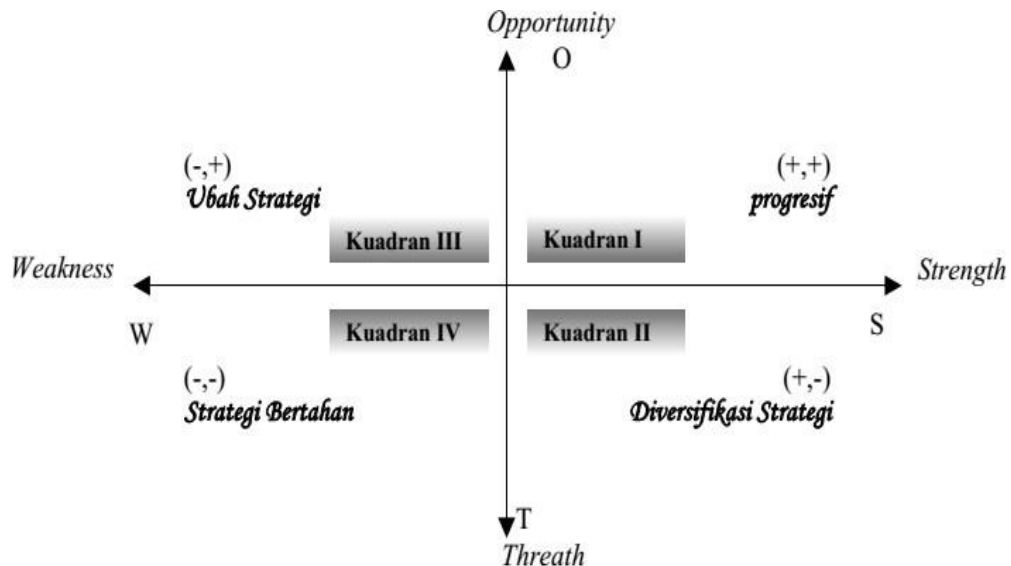 Opportunity
O
(-,+)
Ubah Strategi
(+,+)
progresif
Kuadran III
Kuadran I
Weakness
Strength
W
S
Kuadran IV
Kuadran II
(-,-)
Strategi Bertahan
(+,-)
Diversifikasi Strategi
T
Threath